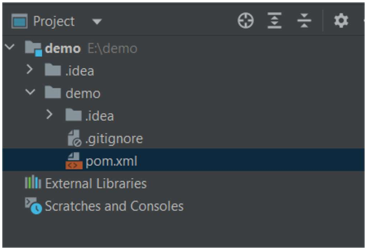 Project
demo E:\demo
.idea
demo
.idea
.gitignore
pom.xml
External Libraries
Scratches and Consoles